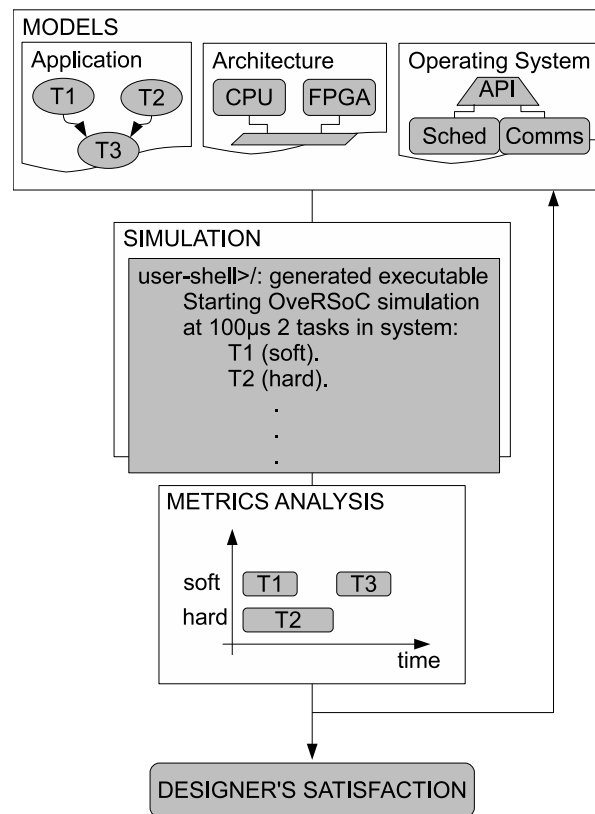 MODELS
Application
T1
T2
T3
Architecture
CPU
FPGA
Operating System
API
Sched
Comms
SIMULATION
user-shell>/: generated executable
Starting OveRSoC simulation
at 100µs 2 tasks in system:
T1 (soft).
T2 (hard).
.
.
.
METRICS ANALYSIS
soft
T1
T3
hard
T2
time
DESIGNER'S SATISFACTION